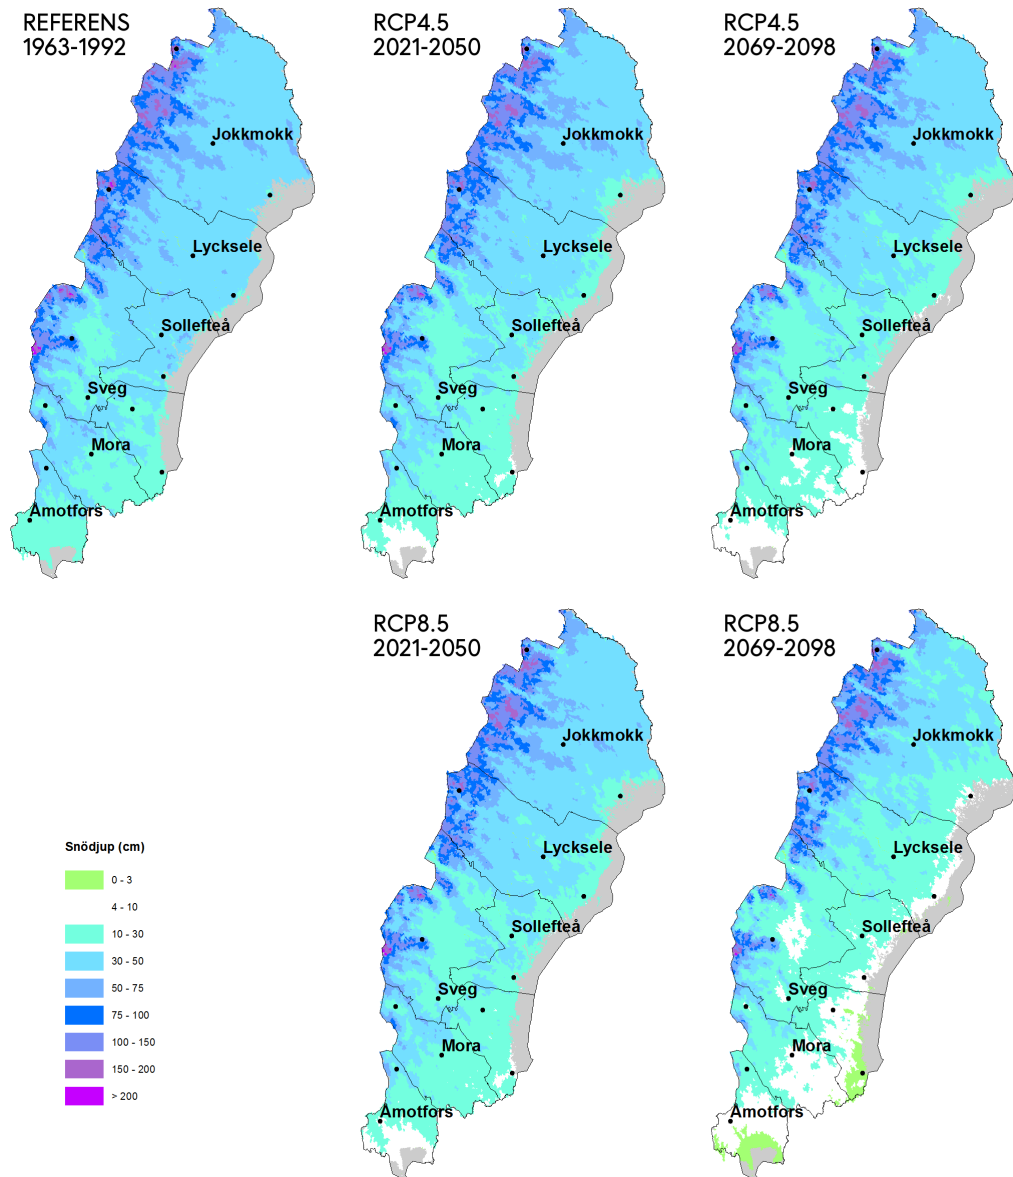 REFERENS
1963-1992
Jokkmokk
Lycksele
Sollefteå
Sveg
Mora
Åmotfors
RCP4.5
2021-2050
Jokkmokk
Lycksele
Sollefteå
Sveg
Mora
Åmotfors
RCP4.5
2069-2098
Jokkmokk
Lycksele
Sollefteå
Sveg
Mora
Åmotfors
RCP8.5
2021-2050
Jokkmokk
Lycksele
Sollefteå
Sveg
Mora
Åmotfors
RCP8.5
2069-2098
Jokkmokk
Lycksele
Sollefteå
Sveg
Mora
Åmotfors
Snödjup (cm)
0 - 3
4 - 10
10 - 30
30 - 50
50 - 75
75 - 100
100 - 150
150 - 200
> 200